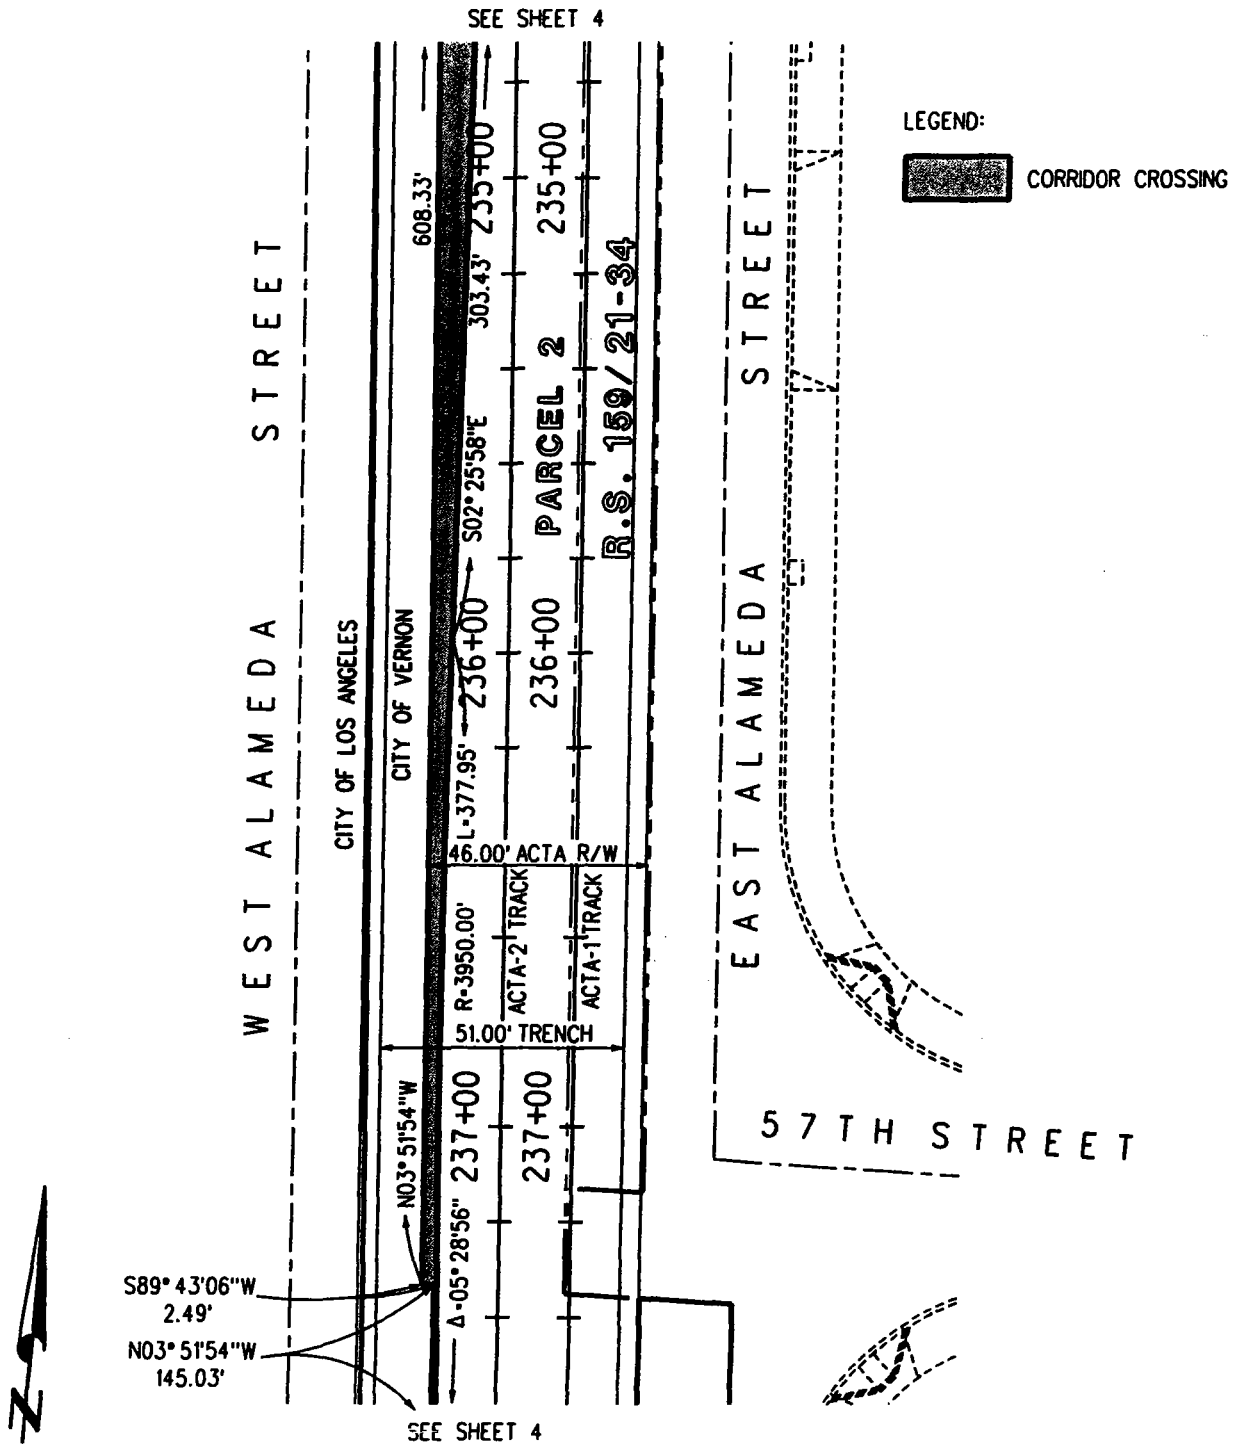 SEE SHEET 4
LEGEND:
CORRIDOR CROSSING
WEST ALAMEDA STREET
CITY OF LOS ANGELES
CITY OF VERNON
608.33'
303.43'
S02°25'58"E
235+00
235+00
PARCEL 2
R.S. 159/21-34
236+00
236+00
L=377.95'
46.00' ACTA R/W
R=3950.00'
ACTA-2 TRACK
ACTA-1 TRACK
51.00' TRENCH
N03°51'54"W
237+00
237+00
Δ=05°28'56"
EAST ALAMEDA STREET
57TH STREET
S89°43'06"W
2.49'
N03°51'54"W
145.03'
N
SEE SHEET 4